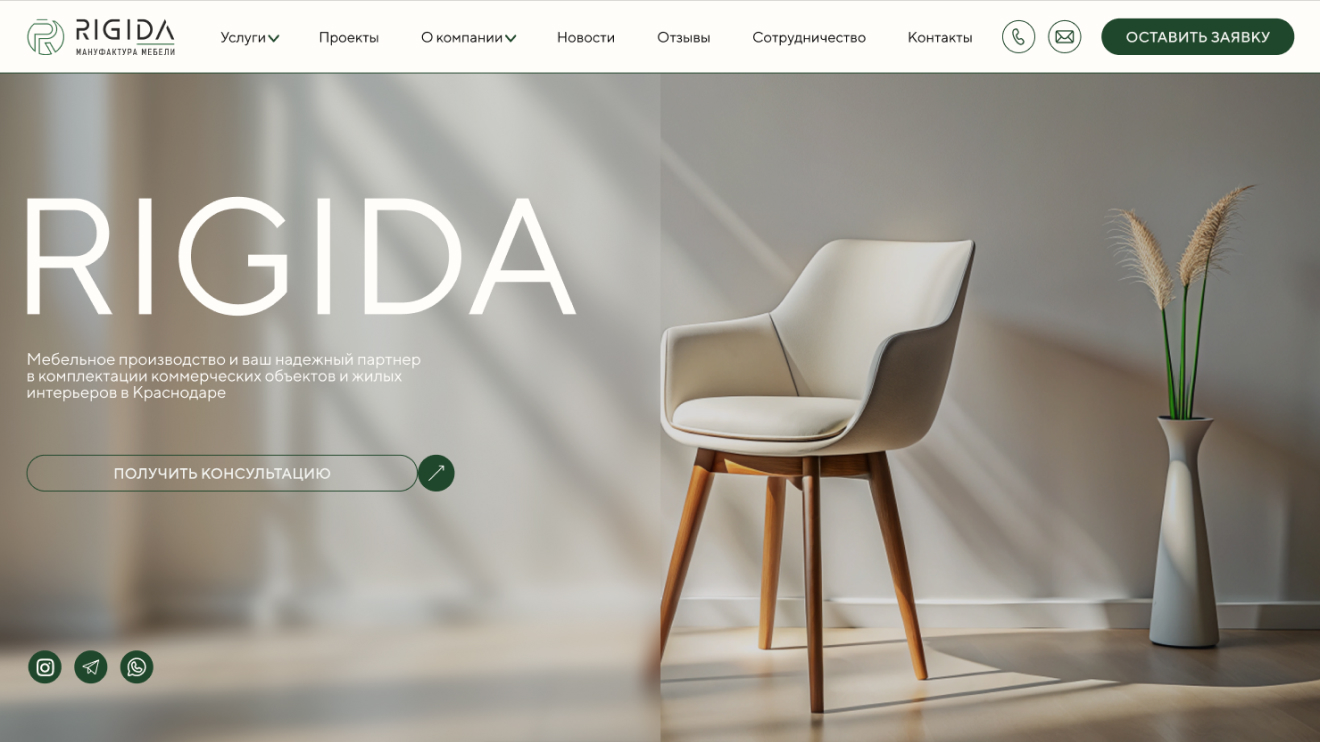 RIGIDA
МАНУФАКТУРА МЕБЕЛИ
Услуги
Проекты
О компании
Новости
Отзывы
Сотрудничество
Контакты
ОСТАВИТЬ ЗАЯВКУ
RIGIDA
Мебельное производство и ваш надежный партнер
в комплектации коммерческих объектов и жилых
интерьеров в Краснодаре
ПОЛУЧИТЬ КОНСУЛЬТАЦИЮ